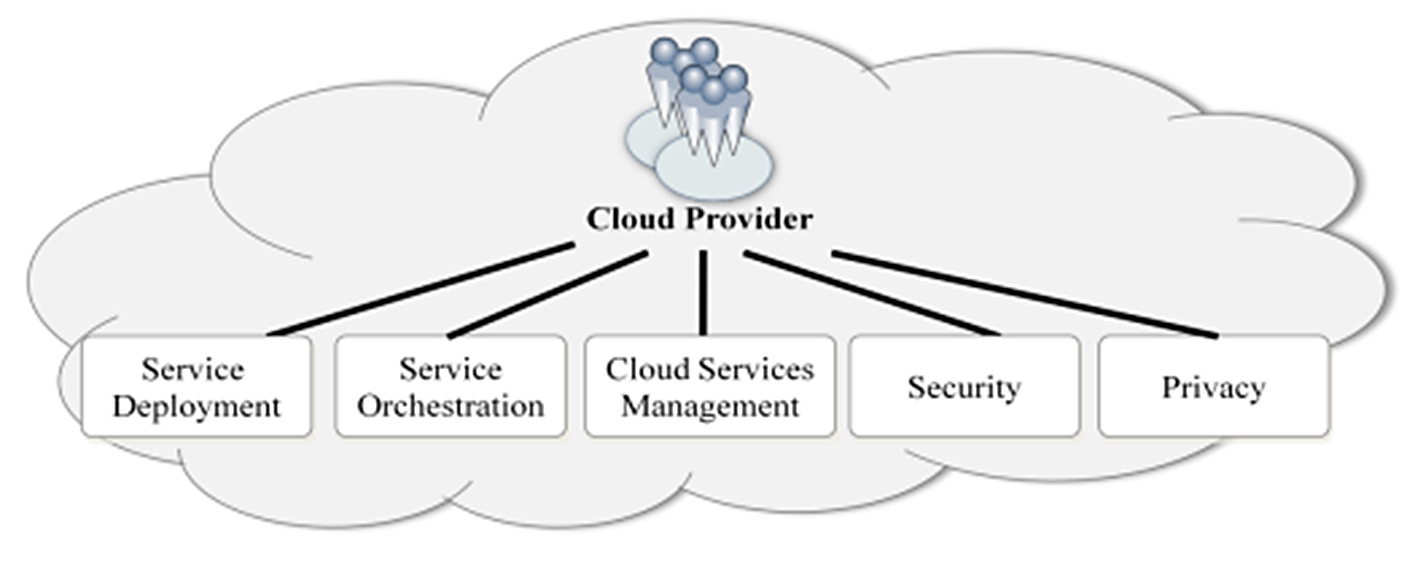 Cloud Provider
Service
Deployment
Service
Orchestration
Cloud Services
Management
Security
Privacy